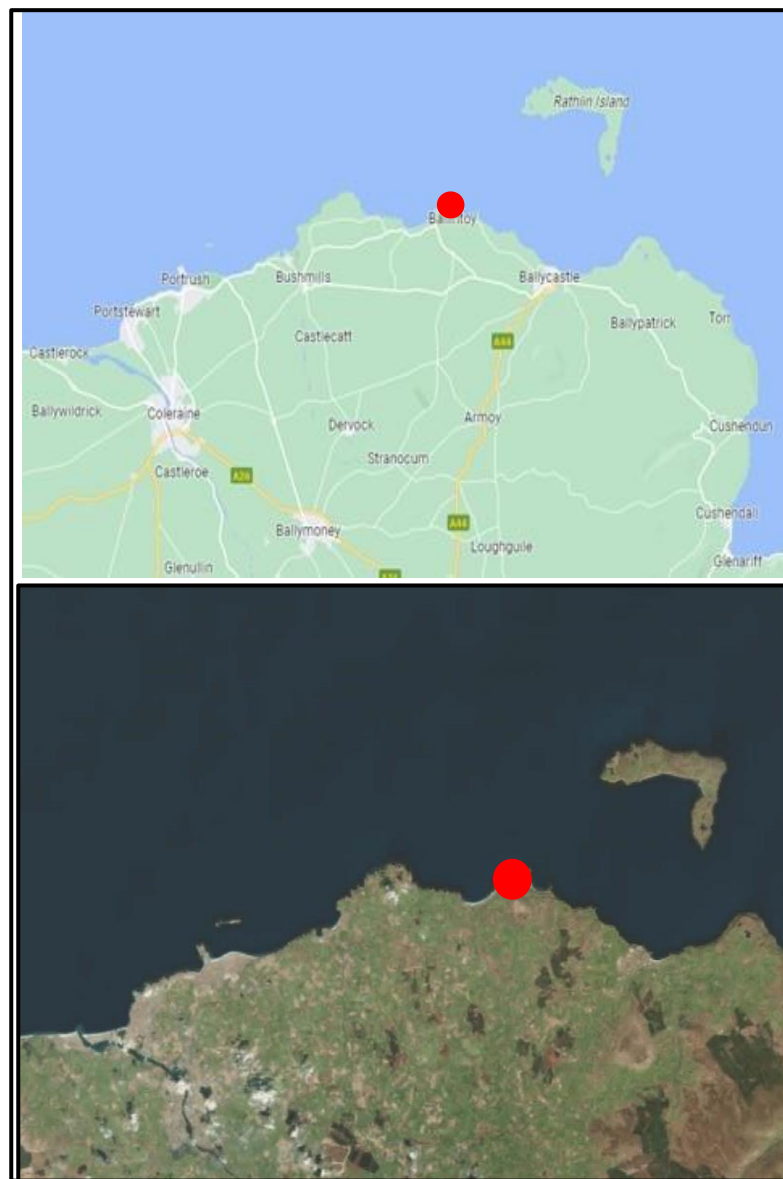 Rathlin Island
Portrush
Bushmills
Ballycastle
Portstewart
Torr
Castlecatt
Ballypatrick
Castlerock
A44
Ballywildrick
Coleraine
Dervock
Armoy
Cushendun
Stranocum
Castleroe
A26
Ballymoney
A44
Cushendall
Loughguile
Glenullin
Glenariff